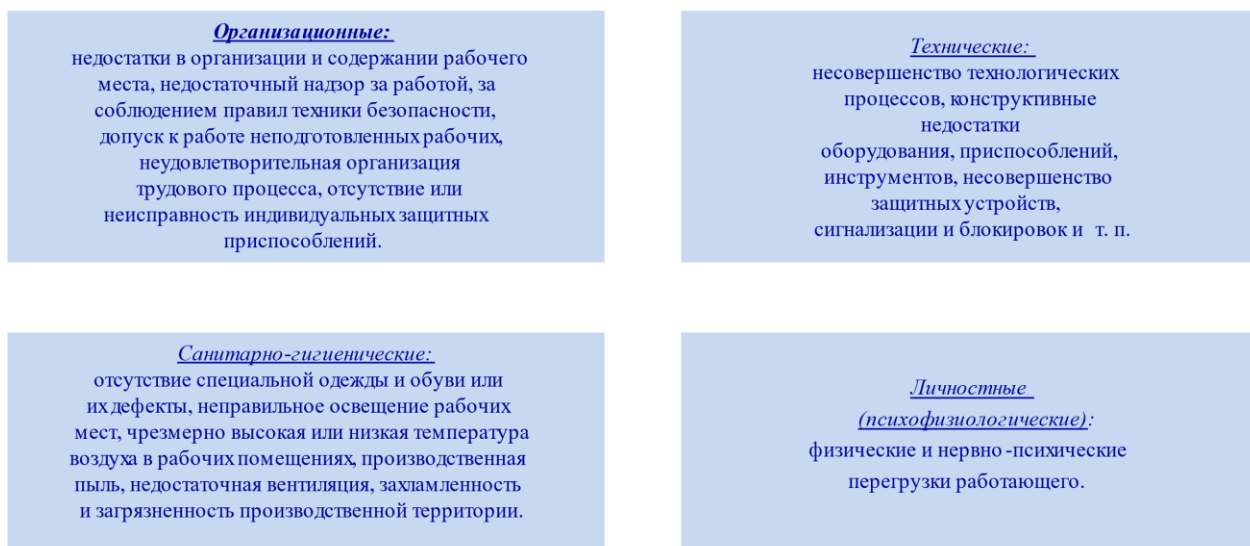 Организационные:
недостатки в организации и содержании рабочего
места, недостаточный надзор за работой, за
соблюдением правил техники безопасности,
допуск к работе неподготовленных рабочих,
неудовлетворительная организация
трудового процесса, отсутствие или
неисправность индивидуальных защитных
приспособлений.
Технические:
несовершенство технологических
процессов, конструктивные
недостатки
оборудования, приспособлений,
инструментов, несовершенство
защитных устройств,
сигнализации и блокировок и т. п.
Санитарно-гигиенические:
отсутствие специальной одежды и обуви или
их дефекты, неправильное освещение рабочих
мест, чрезмерно высокая или низкая температура
воздуха в рабочих помещениях, производственная
пыль, недостаточная вентиляция, захламленность
и загрязненность производственной территории.
Личностные
(психофизиологические):
физические и нервно-психические
перегрузки работающего.